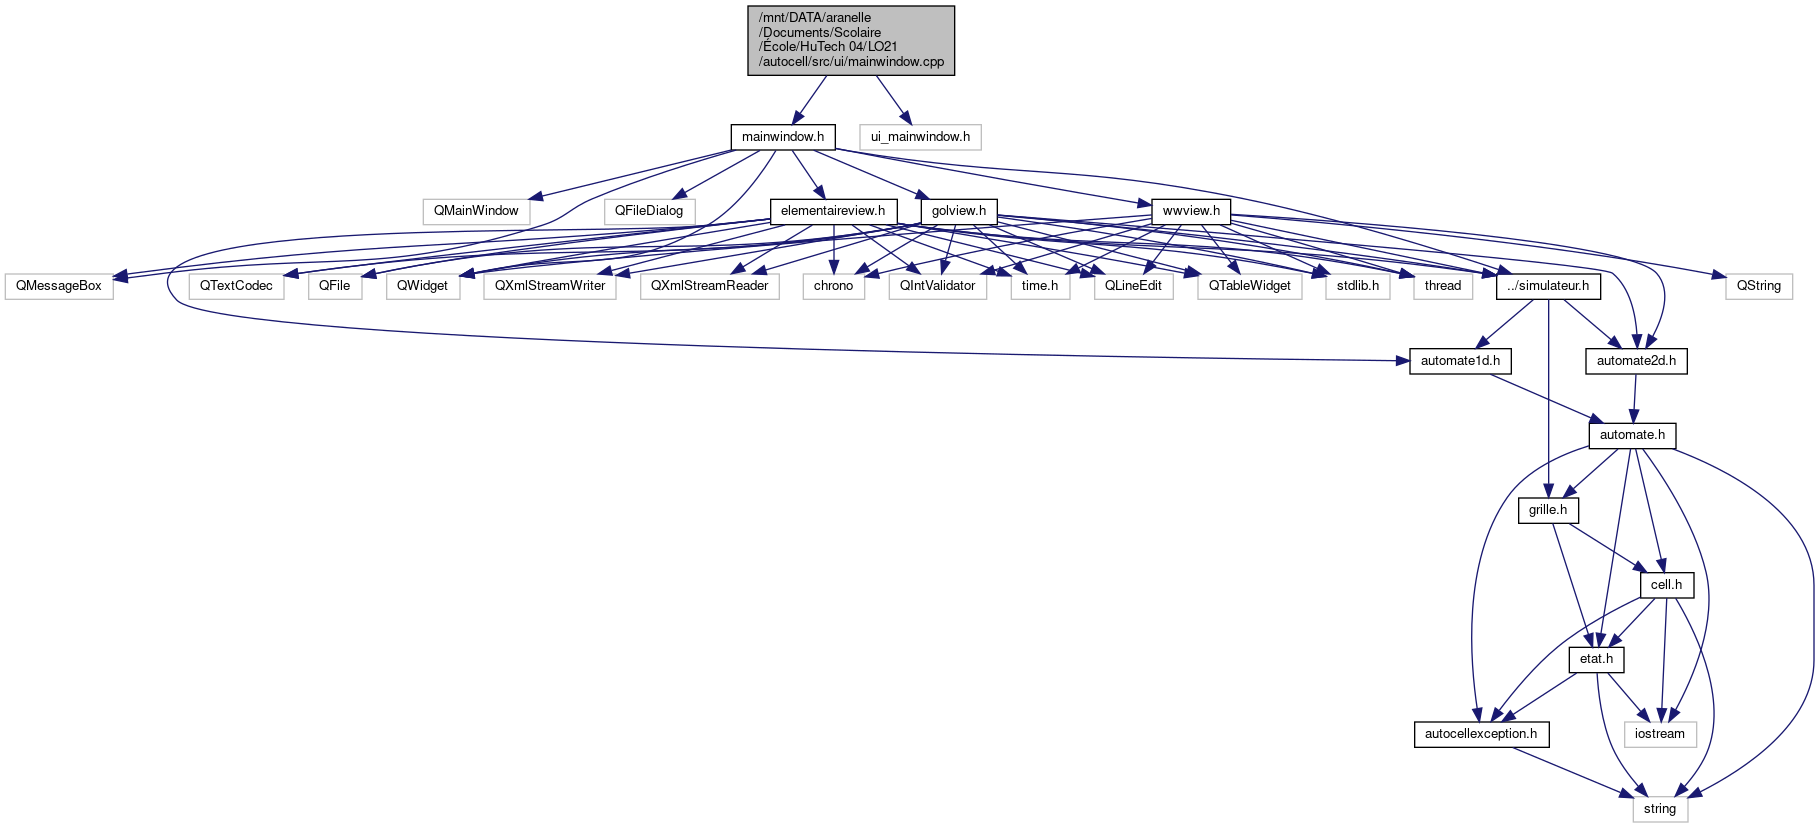 /mnt/DATA/aranelle
/Documents/Scolaire
/École/HuTech 04/LO21
/autocell/src/ui/mainwindow.cpp
mainwindow.h
ui_mainwindow.h
QMainWindow
QFileDialog
elementaireview.h
golview.h
wwview.h
QMessageBox
QTextCodec
QFile
QWidget
QXmlStreamWriter
QXmlStreamReader
chrono
QIntValidator
time.h
QLineEdit
QTableWidget
stdlib.h
thread
../simulateur.h
QString
automate1d.h
automate2d.h
automate.h
grille.h
cell.h
etat.h
autocellexception.h
iostream
string